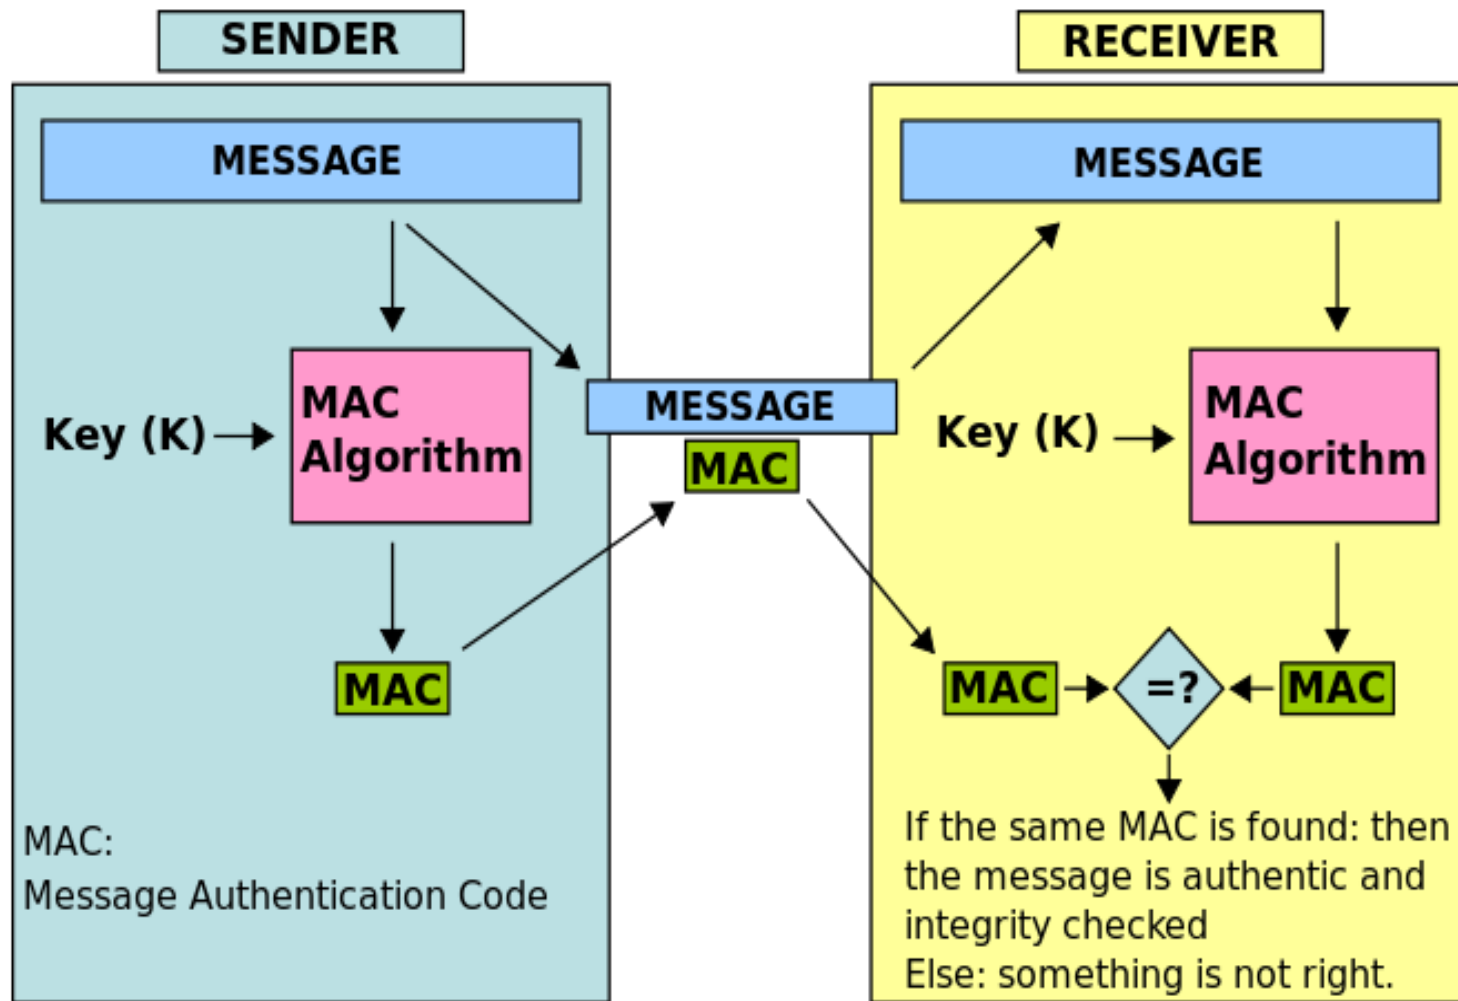 SENDER
MESSAGE
Key (K)
MAC
Algorithm
MAC
MAC:
Message Authentication Code
MESSAGE
MAC
RECEIVER
MESSAGE
Key (K)
MAC
Algorithm
MAC
=?
MAC
If the same MAC is found: then
the message is authentic and
integrity checked
Else: something is not right.